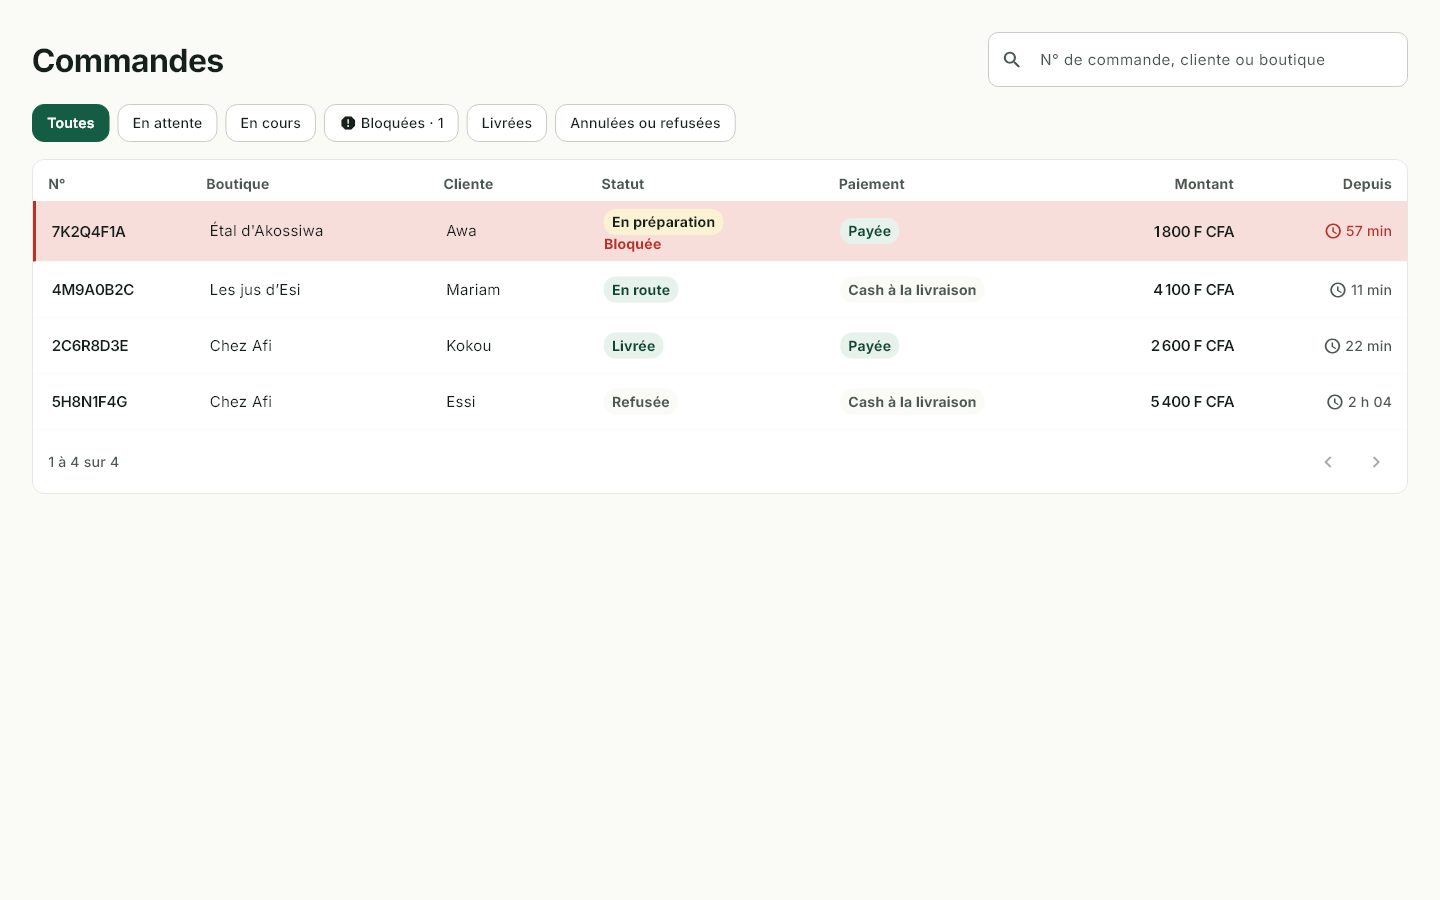 Commandes
N° de commande, cliente ou boutique
Toutes
En attente
En cours
Bloquées · 1
Livrées
Annulées ou refusées
N° Boutique Cliente Statut Paiement Montant Depuis
7K2Q4F1A Étal d'Akossiwa Awa En préparation Payée 1 800 F CFA 57 min
Bloquée
4M9A0B2C Les jus d’Esi Mariam En route Cash à la livraison 4 100 F CFA 11 min
2C6R8D3E Chez Afi Kokou Livrée Payée 2 600 F CFA 22 min
5H8N1F4G Chez Afi Essi Refusée Cash à la livraison 5 400 F CFA 2 h 04
1 à 4 sur 4